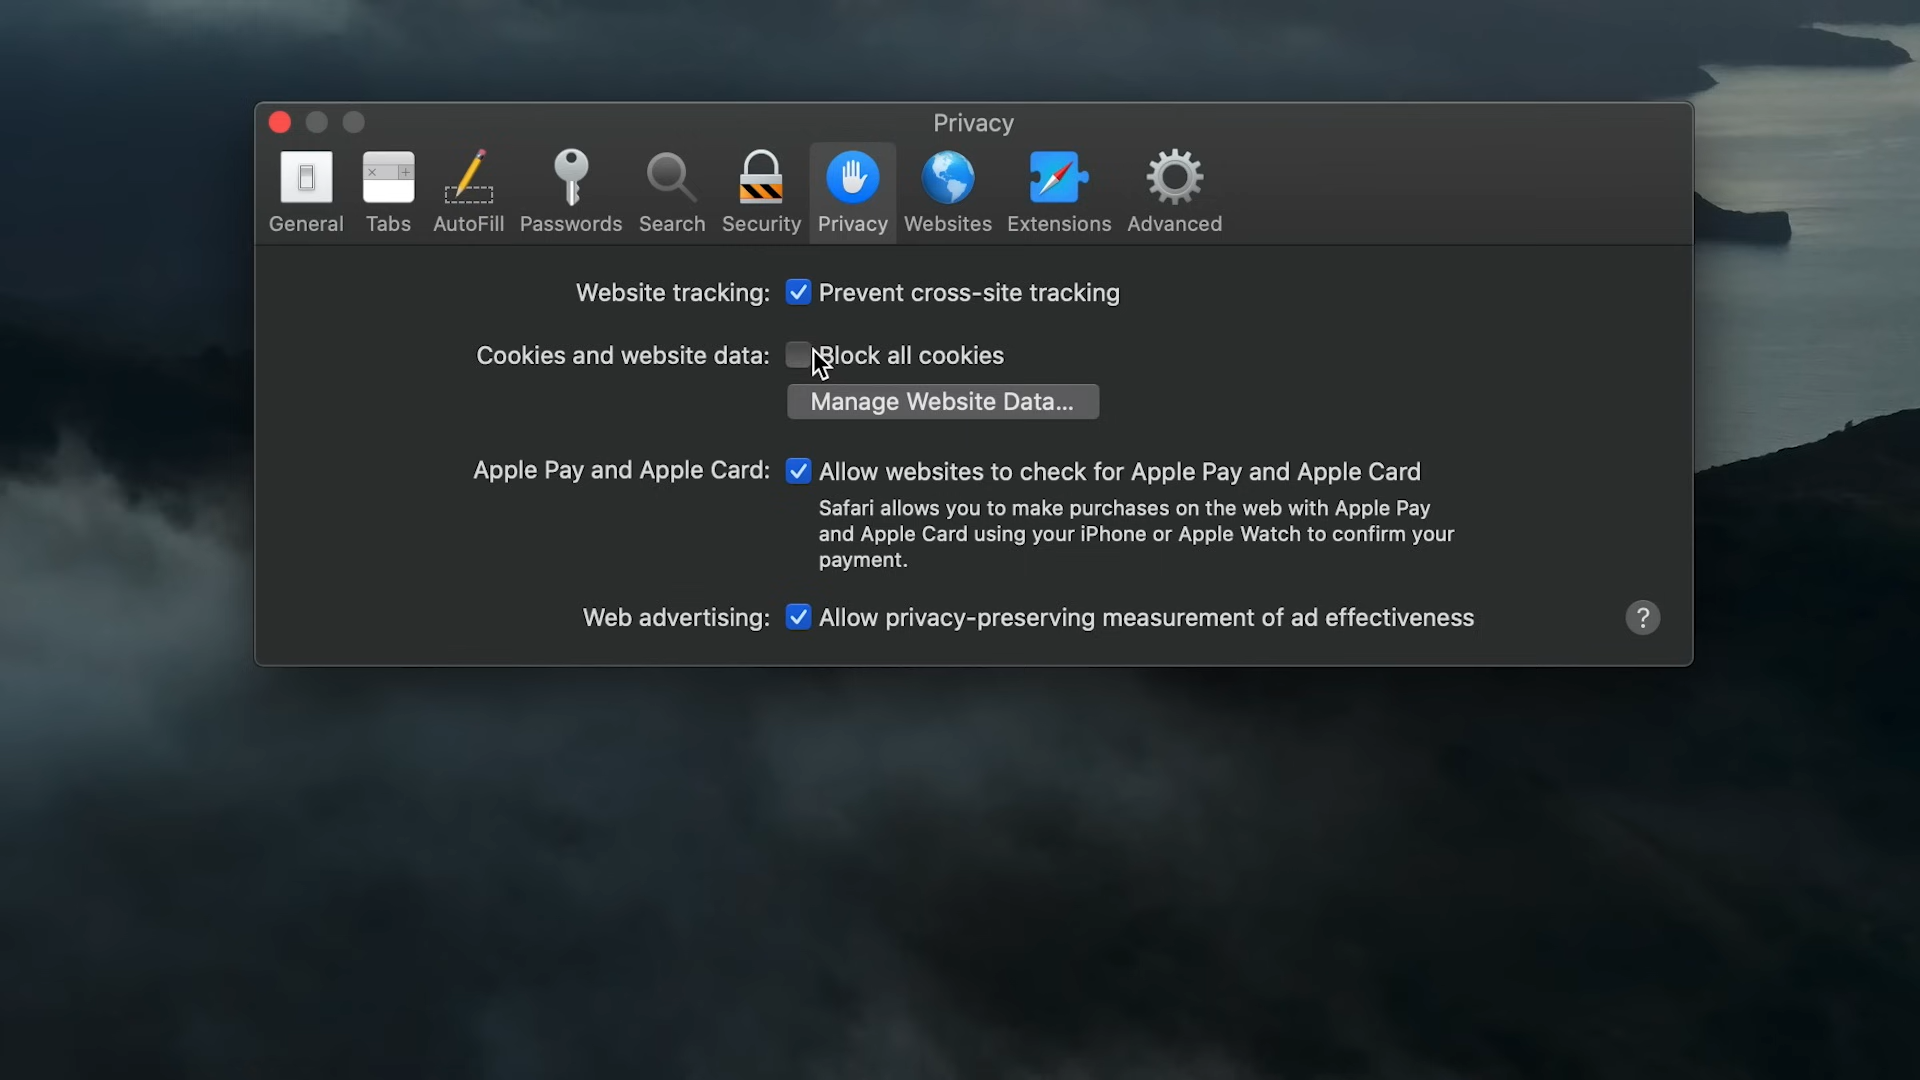 Privacy
General Tabs AutoFill Passwords Search Security Privacy Websites Extensions Advanced
Website tracking: Prevent cross-site tracking
Cookies and website data: Block all cookies
Manage Website Data...
Apple Pay and Apple Card: Allow websites to check for Apple Pay and Apple Card
Safari allows you to make purchases on the web with Apple Pay
and Apple Card using your iPhone or Apple Watch to confirm your
payment.
Web advertising: Allow privacy-preserving measurement of ad effectiveness ?